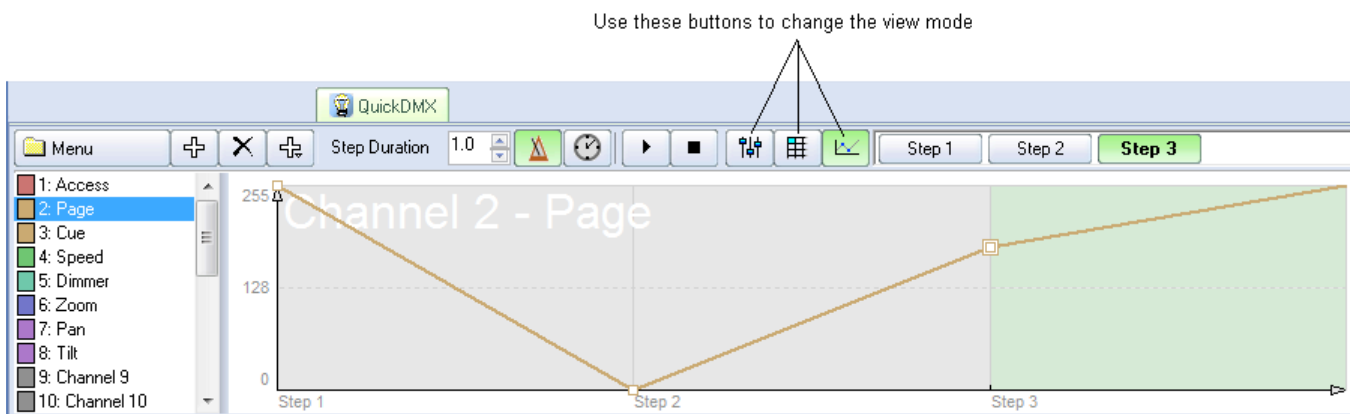 Use these buttons to change the view mode
QuickDMX
Menu
Step Duration
1.0
Step 1
Step 2
Step 3
1: Access
2: Page
3: Cue
4: Speed
5: Dimmer
6: Zoom
7: Pan
8: Tilt
9: Channel 9
10: Channel 10
Channel 2 - Page
255
128
0
Step 1
Step 2
Step 3